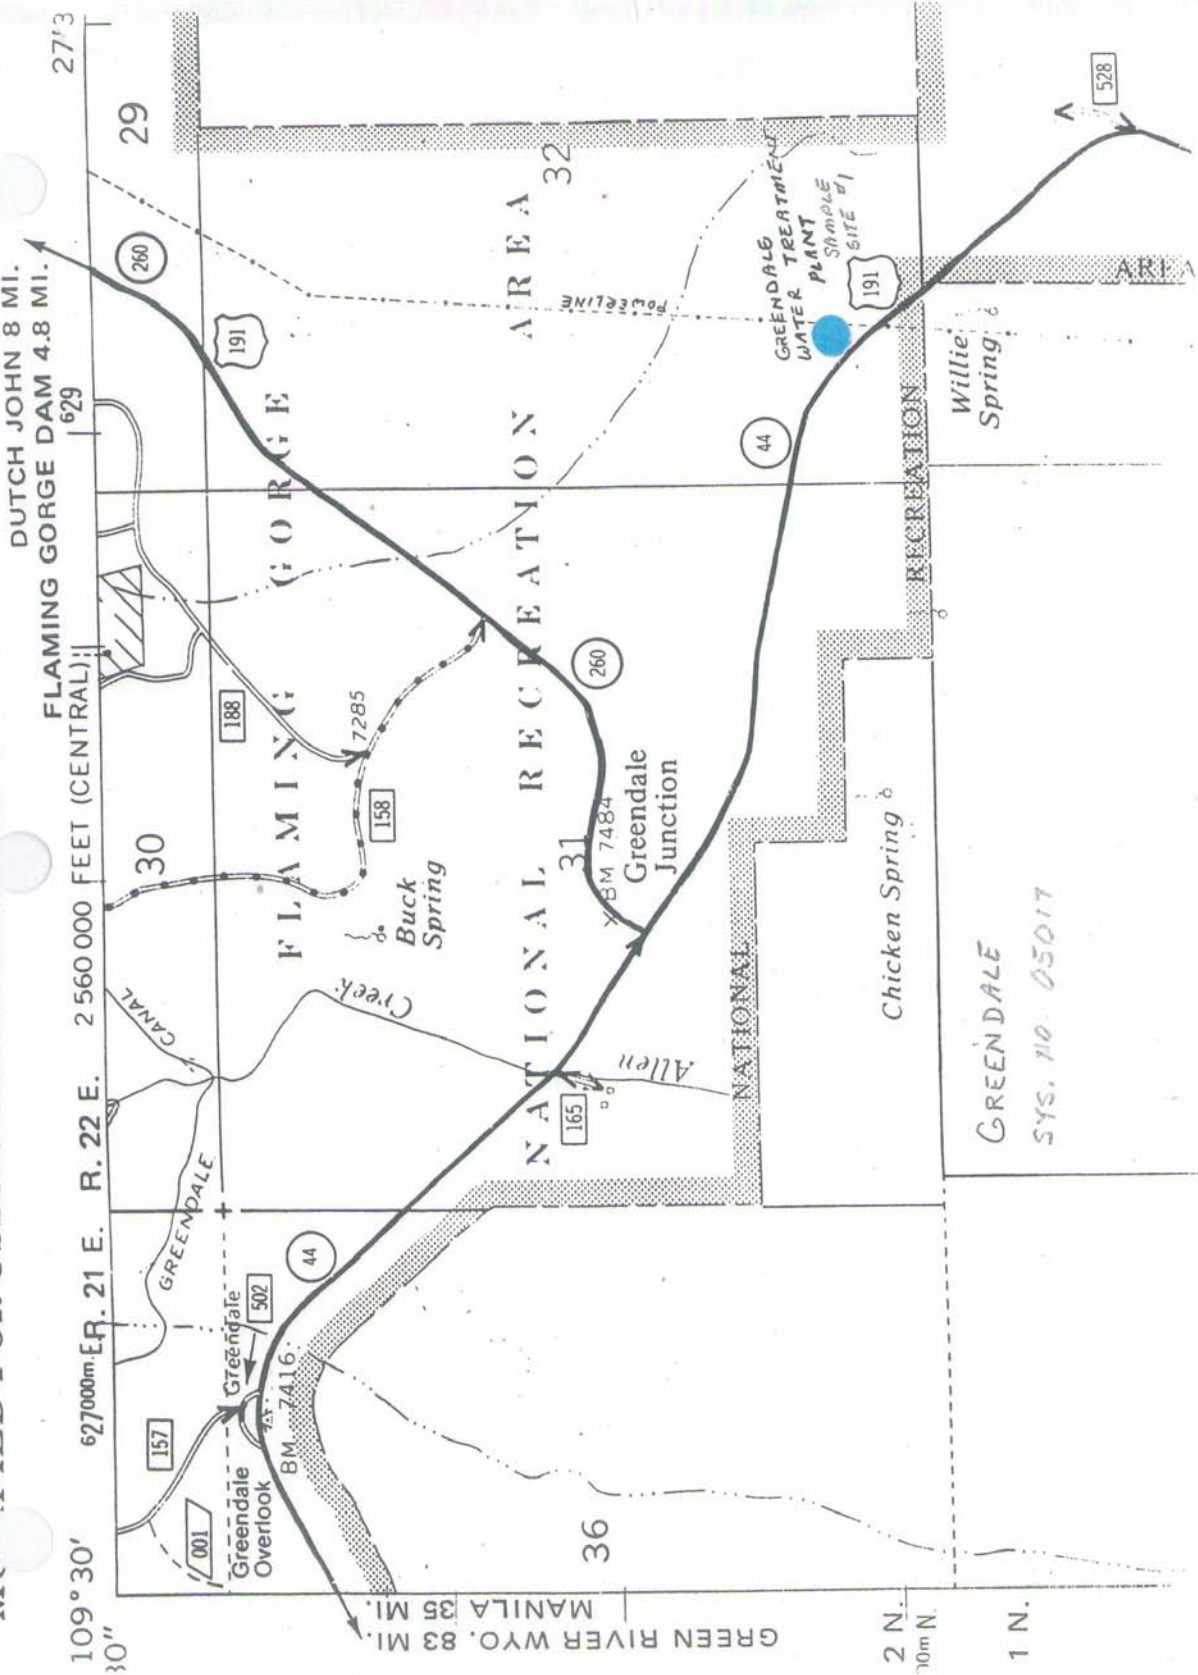 DUTCH JOHN 8 MI.
FLAMING GORGE DAM 4.8 MI.
109° 30'
30"
627000m.E.
R. 21 E.
R. 22 E.
2 560 000 FEET (CENTRAL)
629
27'
001
157
Greendale
Overlook
Greendale
502
BM 7416
44
GREENDALE
CANAL
30
29
188
260
191
FLAMING GORGE
NATIONAL RECREATION AREA
Buck
Spring
158
7285
Allen Creek
165
31
BM 7484
Greendale
Junction
260
32
POWERLINE
GREENDALE
WATER TREATMENT
PLANT
SAMPLE
SITE #1
44
191
528
A
NATIONAL
RECREATION
AREA
Willie
Spring
Chicken Spring
36
GREEN RIVER WYO. 83 MI.
MANILA 35 MI.
2 N.
00m N.
1 N.
GREENDALE
SYS. NO 05017